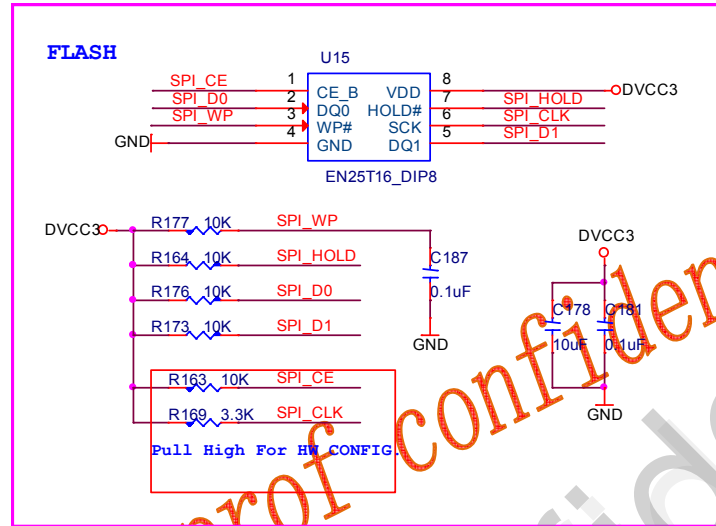 FLASH
U15
SPI_CE 1 CE_B VDD 8 DVCC3
SPI_D0 2 DQ0 HOLD# 7 SPI_HOLD
SPI_WP 3 WP# SCK 6 SPI_CLK
GND 4 GND DQ1 5 SPI_D1
EN25T16_DIP8
DVCC3 R177 10K SPI_WP
R164 10K SPI_HOLD
C187
0.1uF
GND
R176 10K SPI_D0
R173 10K SPI_D1
R163 10K SPI_CE
R169 3.3K SPI_CLK
Pull High For HW CONFIG.
DVCC3
C178 C181
10uF 0.1uF
GND
prof confiden